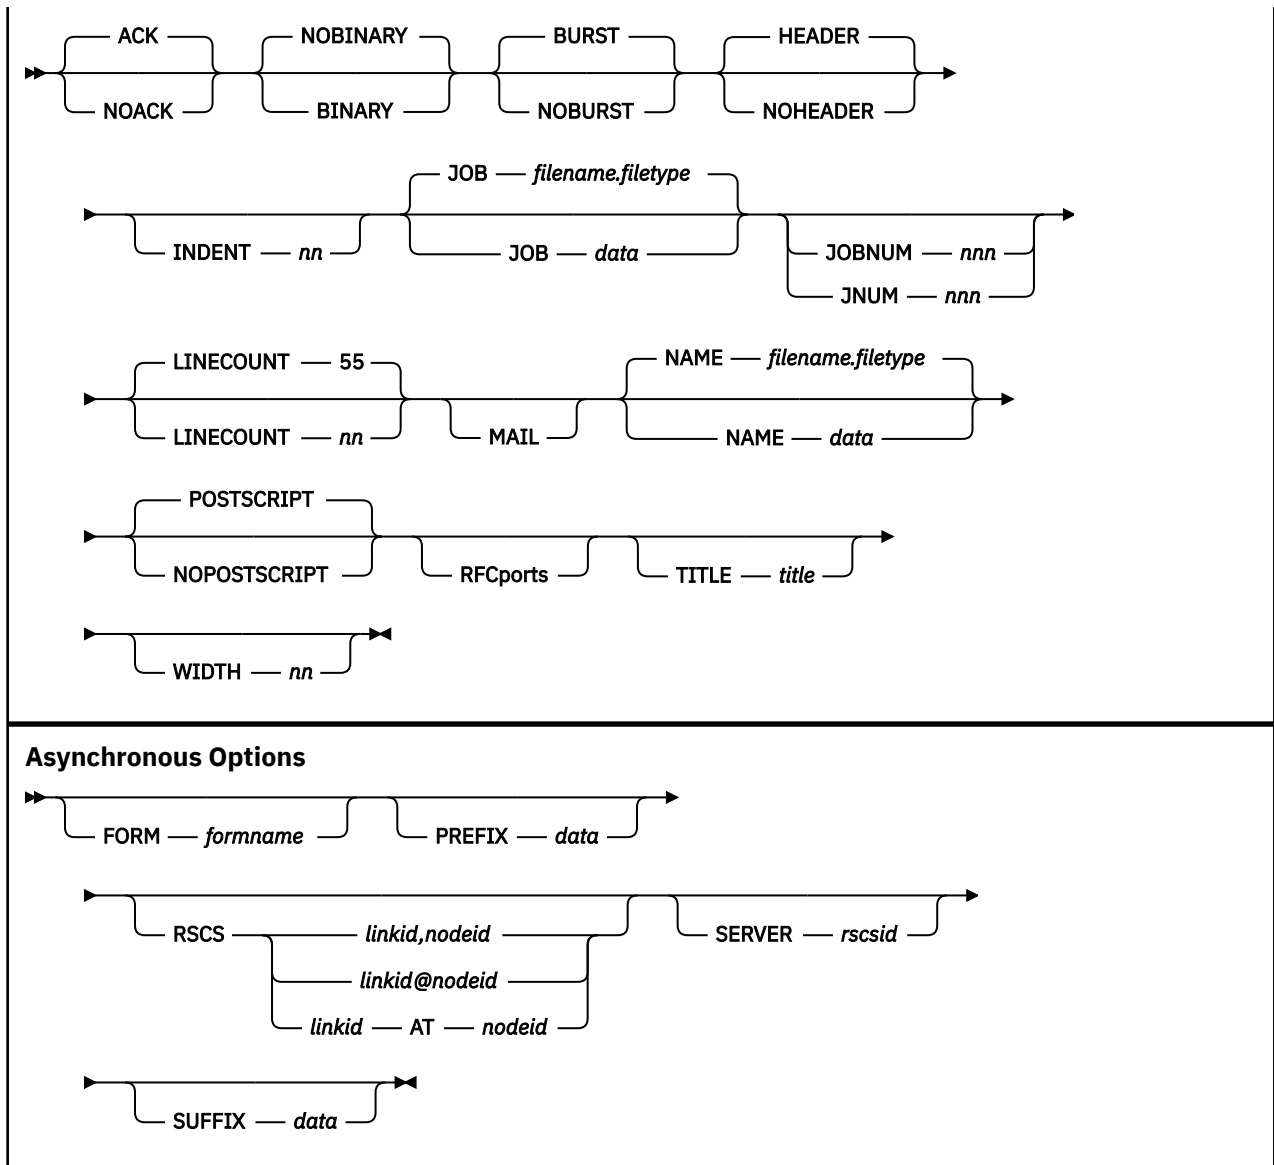 ACK NOBINARY BURST HEADER
NOACK BINARY NOBURST NOHEADER
JOB filename.filetype
INDENT nn JOB data JOBNUM nnn
JNUM nnn
LINECOUNT 55 NAME filename.filetype
LINECOUNT nn MAIL NAME data
POSTSCRIPT
NOPOSTSCRIPT RFCports TITLE title
WIDTH nn
Asynchronous Options
FORM formname PREFIX data
RSCS linkid,nodeid SERVER rscsid
linkid@nodeid
linkid AT nodeid
SUFFIX data